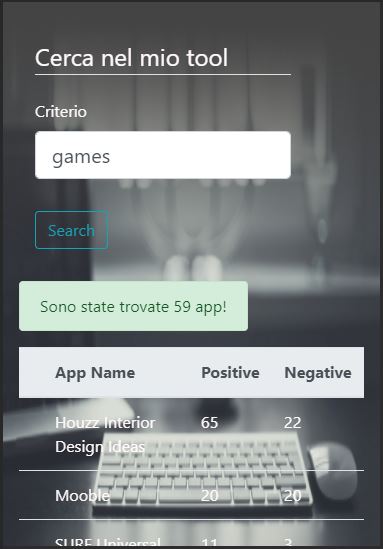 Cerca nel mio tool
Criterio
games
Search
Sono state trovate 59 app!
App Name Positive Negative
Houzz Interior 65 22
Design Ideas
Mooble 20 20
SURF Universal 11 3